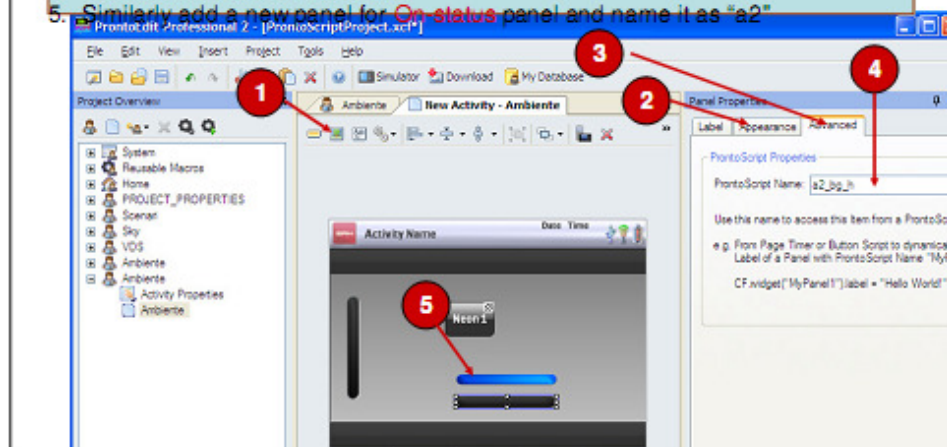 5. Similarly add a new panel for On-status panel and name it as "a2"
ProntoEdit Professional 2 - [ProntoScriptProject.xcf*]
File Edit View Insert Project Tools Help
Simulator Download My Database
3
4
1
2
Project Overview
Ambiente New Activity - Ambiente
Panel Properties
Label Appearance Advanced
System
Reusable Macros
Home
PROJECT_PROPERTIES
Scenari
Sky
VDS
Ambiente
Ambiente
Activity Properties
Ambiente
Activity Name
Date Time
5
Neon1
ProntoScript Properties
ProntoScript Name: a2_bg_h
Use this name to access this item from a ProntoSc
e.g. From Page Timer or Button Script to dynamica
Label of a Panel with ProntoScript Name "MyP
CF.widget("MyPanel1").label = "Hello World!"